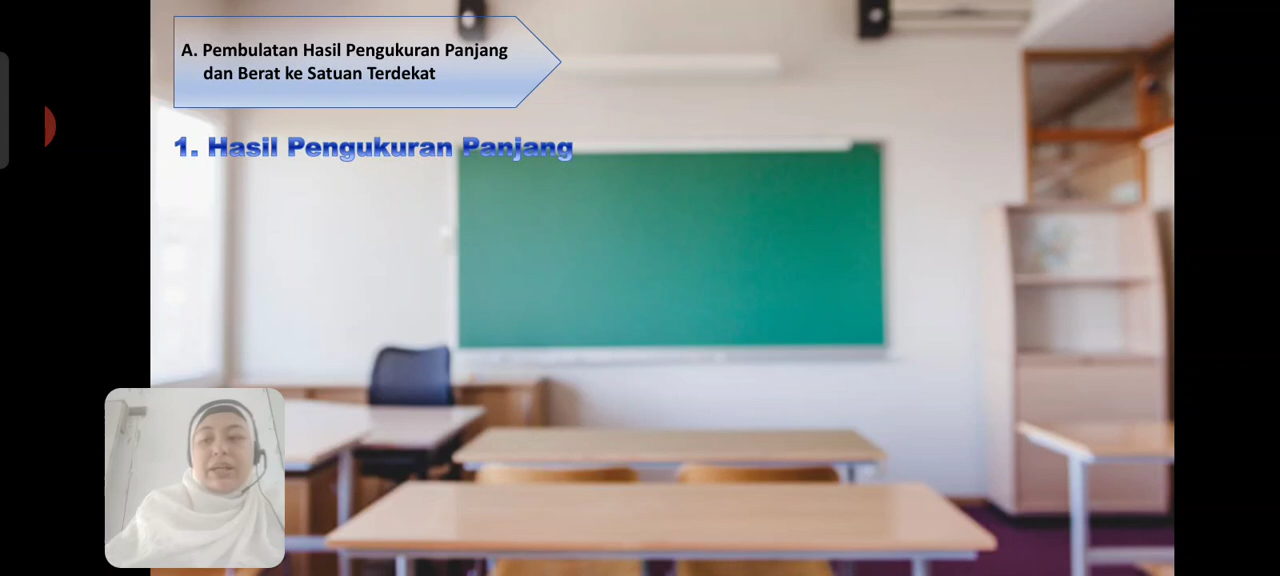 A. Pembulatan Hasil Pengukuran Panjang
dan Berat ke Satuan Terdekat
1. Hasil Pengukuran Panjang